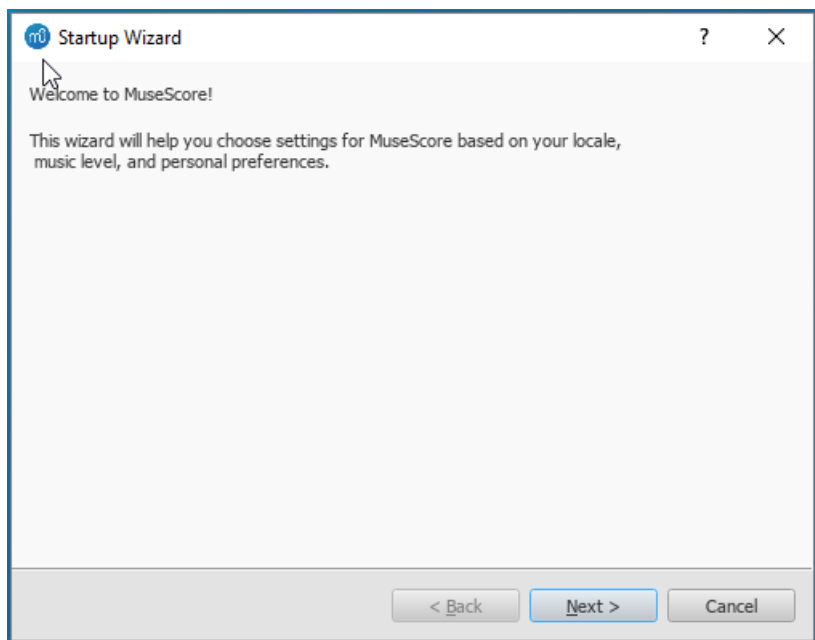 Startup Wizard ?
Welcome to MuseScore!
This wizard will help you choose settings for MuseScore based on your locale,
music level, and personal preferences.
< Back Next > Cancel